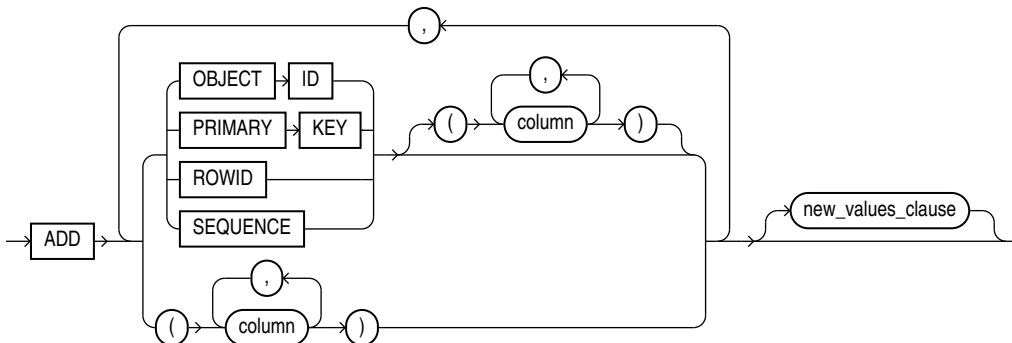 ,
OBJECT ID
,
PRIMARY KEY
( column )
ROWID
new_values_clause
SEQUENCE
ADD
,
( column )